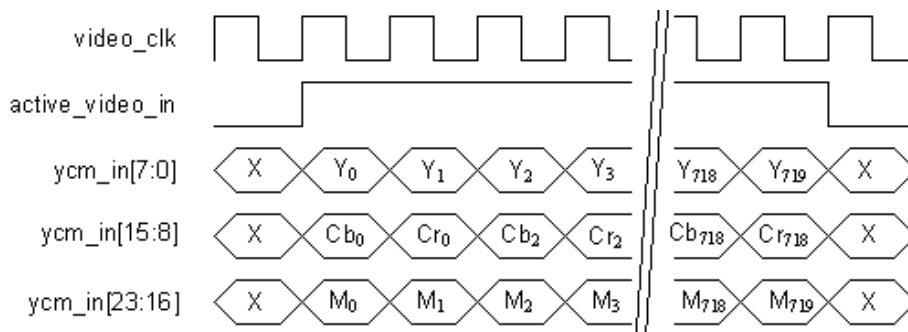 video_clk
active_video_in
ycm_in[7:0] X Y₀ Y₁ Y₂ Y₃ Y₇₁₈ Y₇₁₉ X
ycm_in[15:8] X Cb₀ Cr₀ Cb₂ Cr₂ Cb₇₁₈ Cr₇₁₈ X
ycm_in[23:16] X M₀ M₁ M₂ M₃ M₇₁₈ M₇₁₉ X